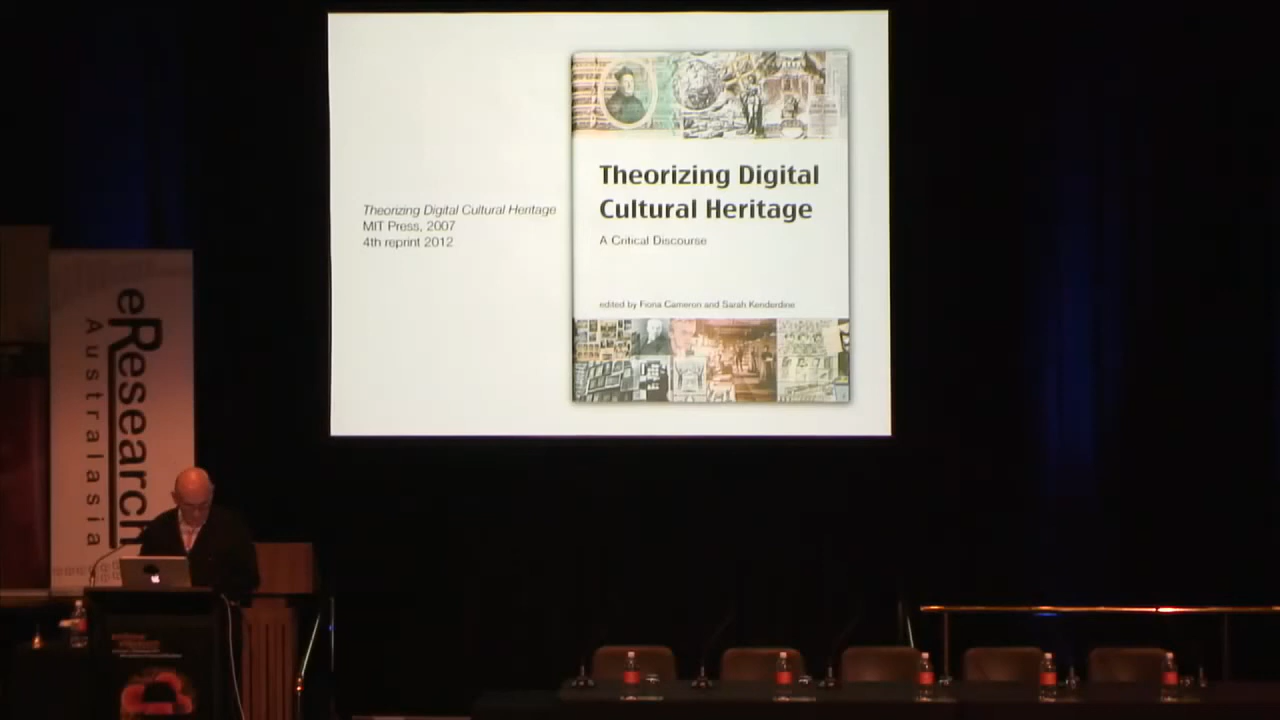 Theorizing Digital Cultural Heritage
MIT Press, 2007
4th reprint 2012
Theorizing Digital
Cultural Heritage
A Critical Discourse
edited by Fiona Cameron and Sarah Kenderdine
eResearch
Australasia